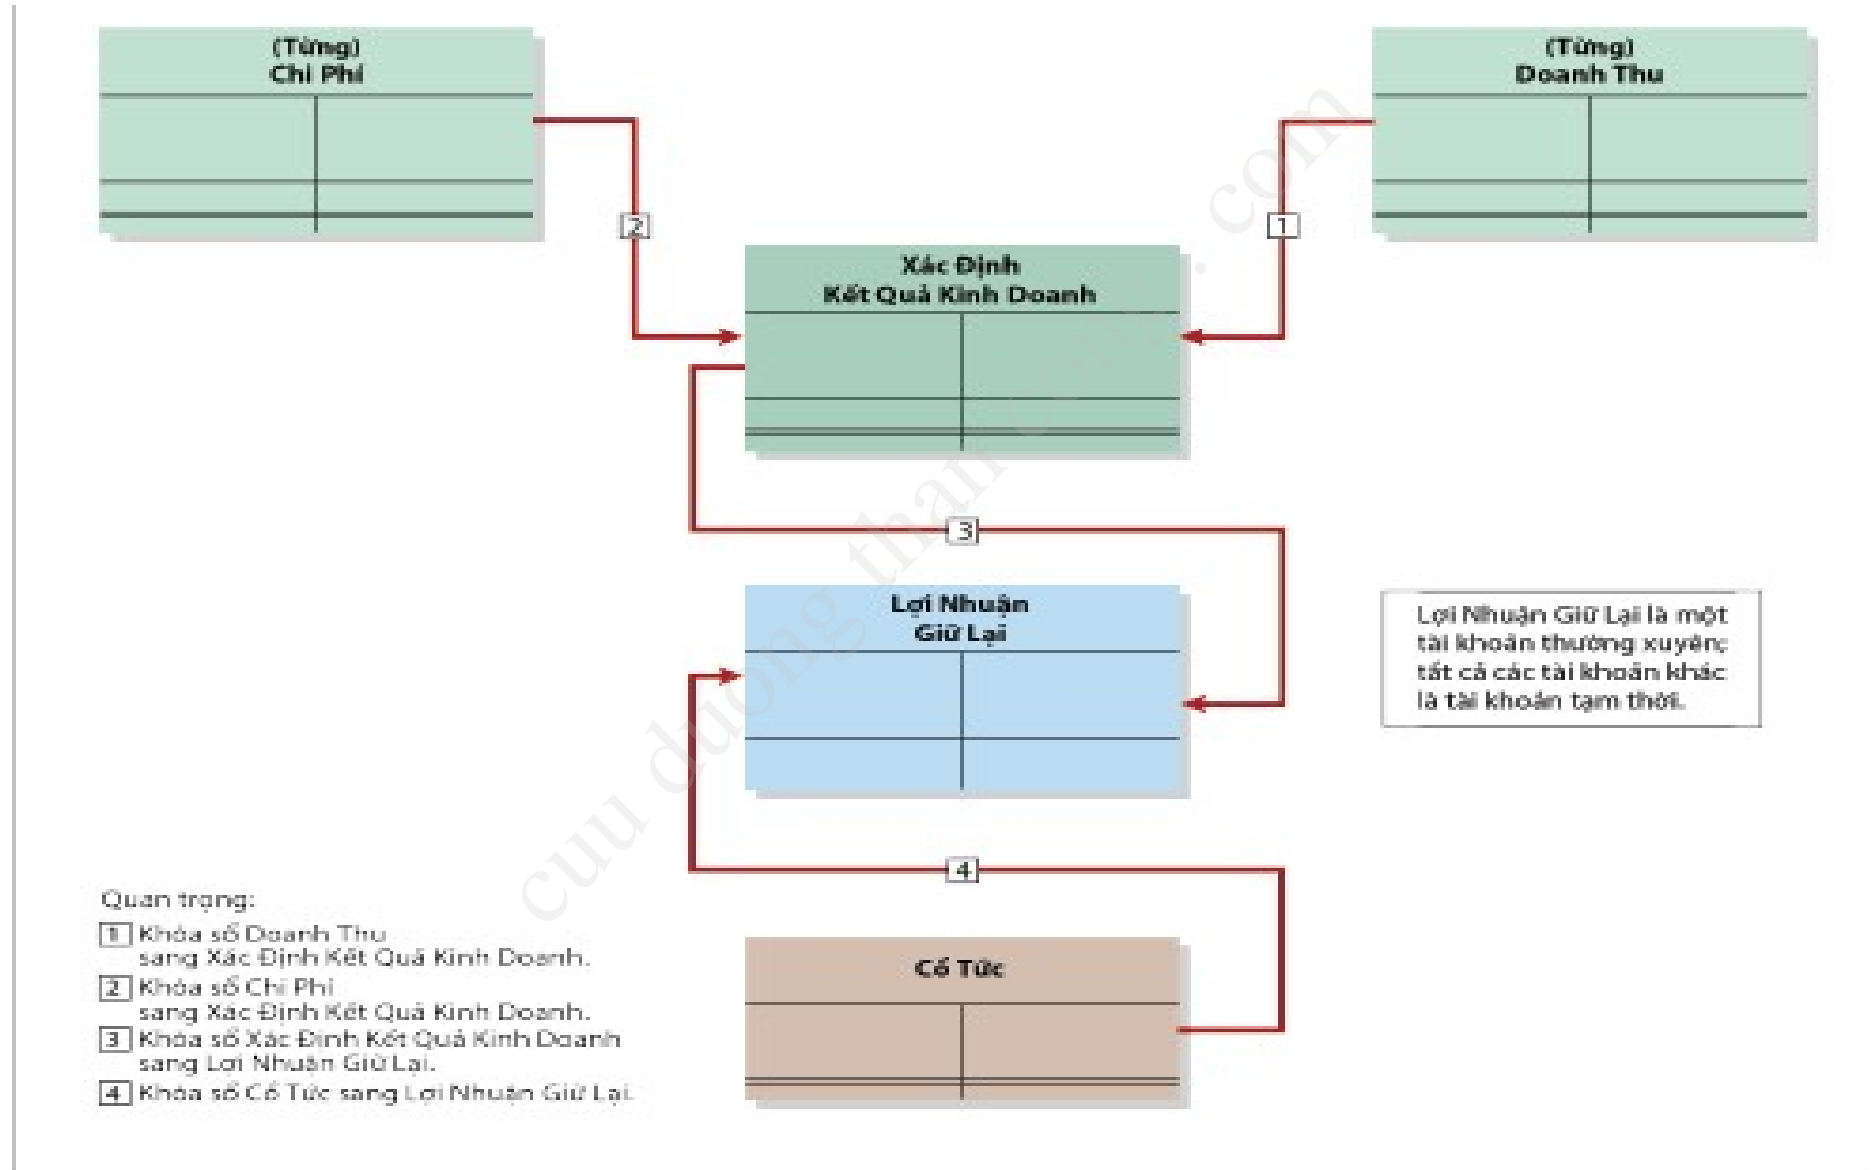 (Từng)
Chi Phí
(Từng)
Doanh Thu
2
1
Xác Định
Kết Quả Kinh Doanh
3
Lợi Nhuận
Giữ Lại
Lợi Nhuận Giữ Lại là một
tài khoản thường xuyên;
tất cả các tài khoản khác
là tài khoản tạm thời.
4
Cổ Tức
Quan trọng:
1 Khóa sổ Doanh Thu
sang Xác Định Kết Quả Kinh Doanh.
2 Khóa sổ Chi Phí
sang Xác Định Kết Quả Kinh Doanh.
3 Khóa sổ Xác Định Kết Quả Kinh Doanh
sang Lợi Nhuận Giữ Lại.
4 Khóa sổ Cổ Tức sang Lợi Nhuận Giữ Lại.
cuu duong than . com